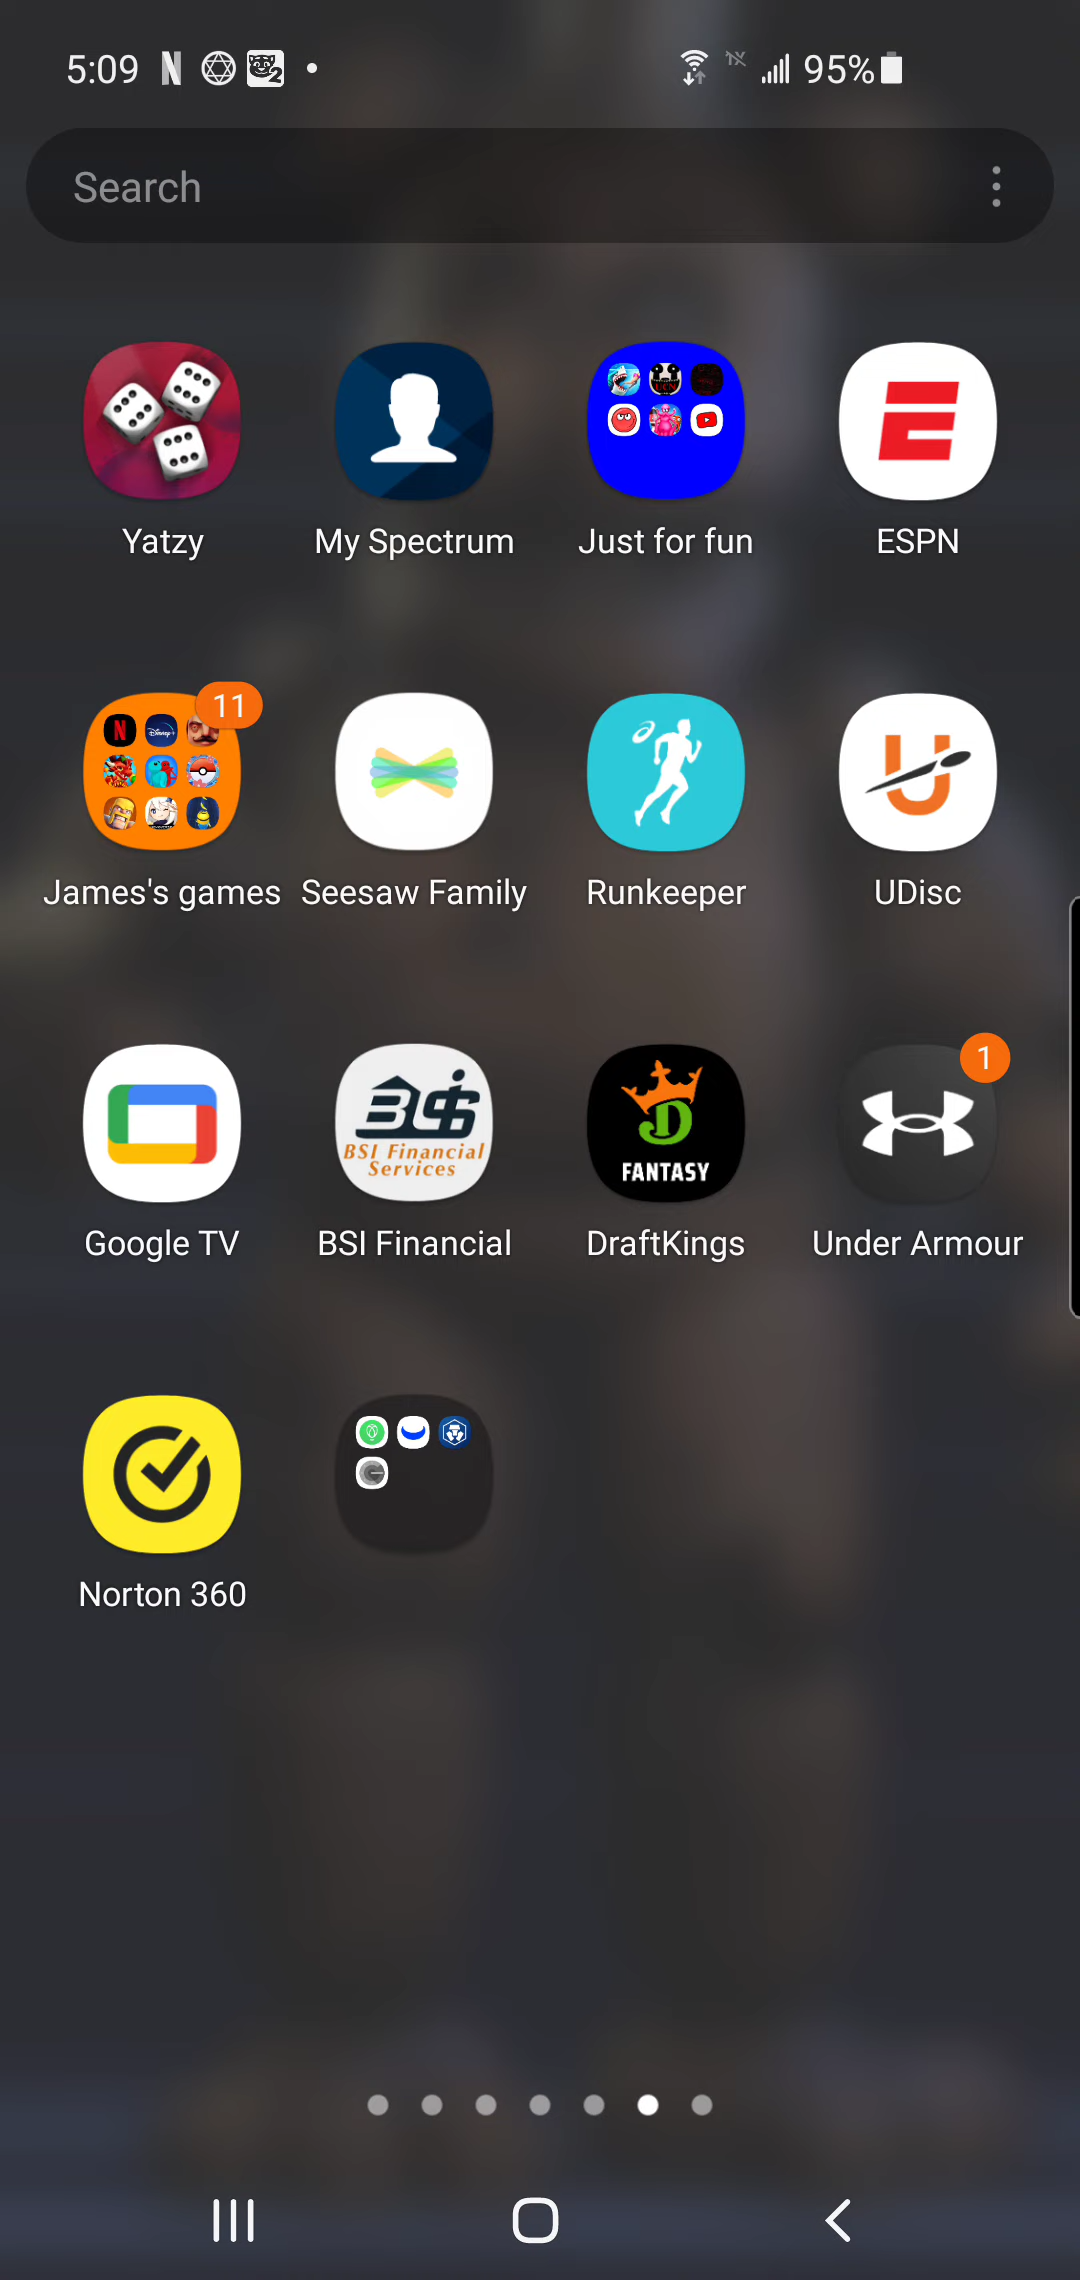 5:09 95%
Search
Yatzy My Spectrum Just for fun ESPN
11
James's games Seesaw Family Runkeeper UDisc
1
BSI Financial
Services
FANTASY
Google TV BSI Financial DraftKings Under Armour
Norton 360